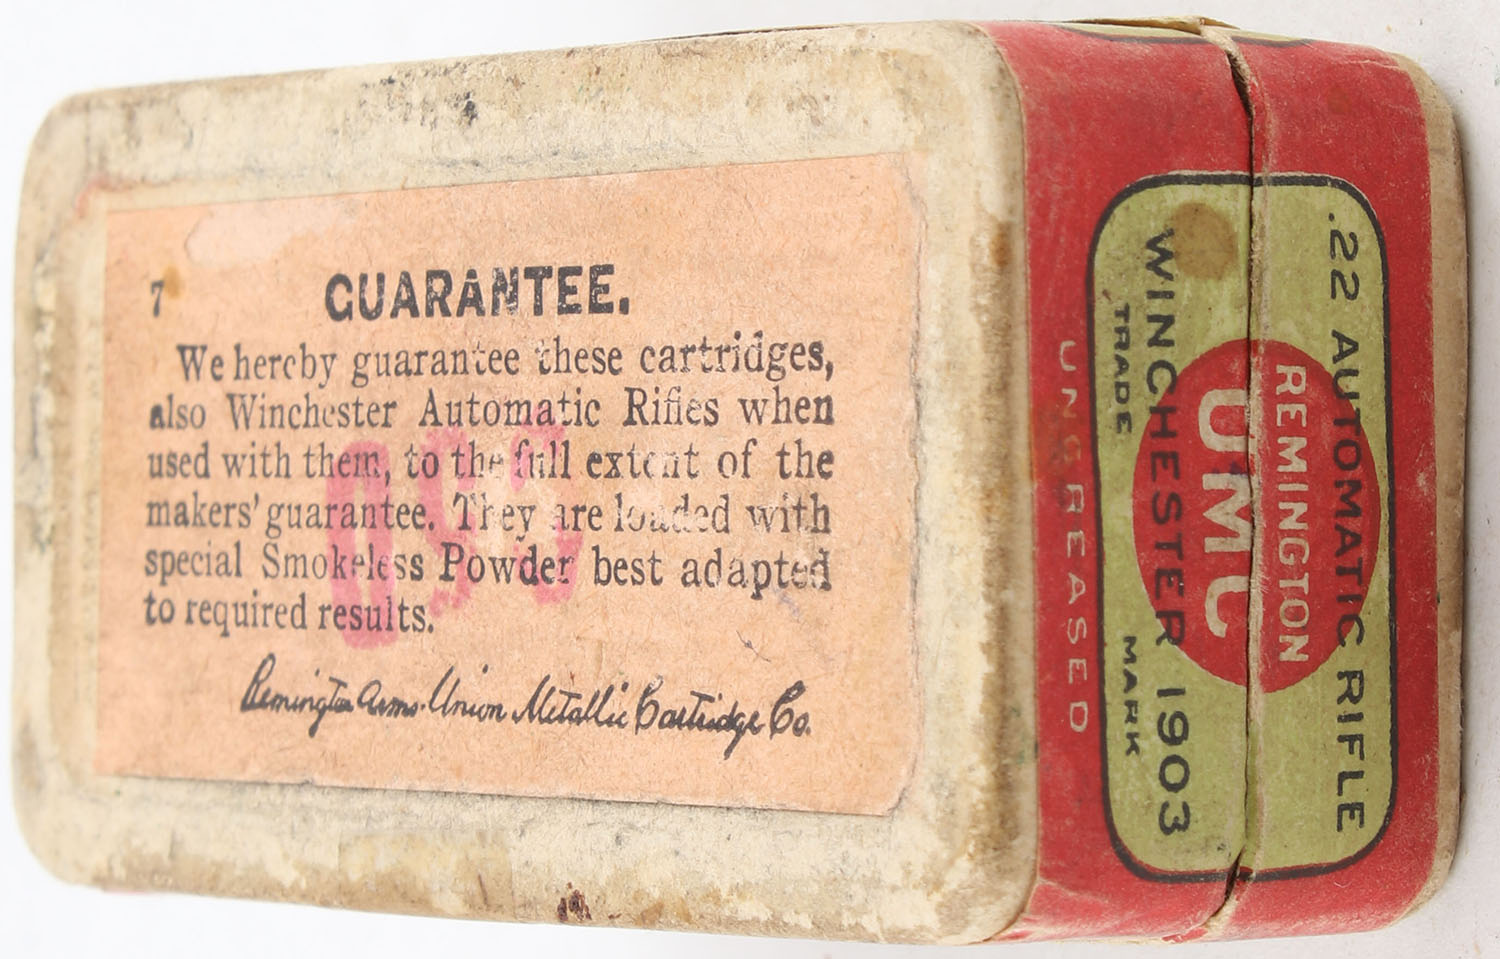 7
GUARANTEE.
We hereby guarantee these cartridges,
also Winchester Automatic Rifles when
used with them, to the full extent of the
makers' guarantee. They are loaded with
special Smokeless Powder best adapted
to required results.
Remington Arms-Union Metallic Cartridge Co.
.22 AUTOMATIC RIFLE
REMINGTON
UMC
WINCHESTER 1903
TRADE MARK
UNGREASED